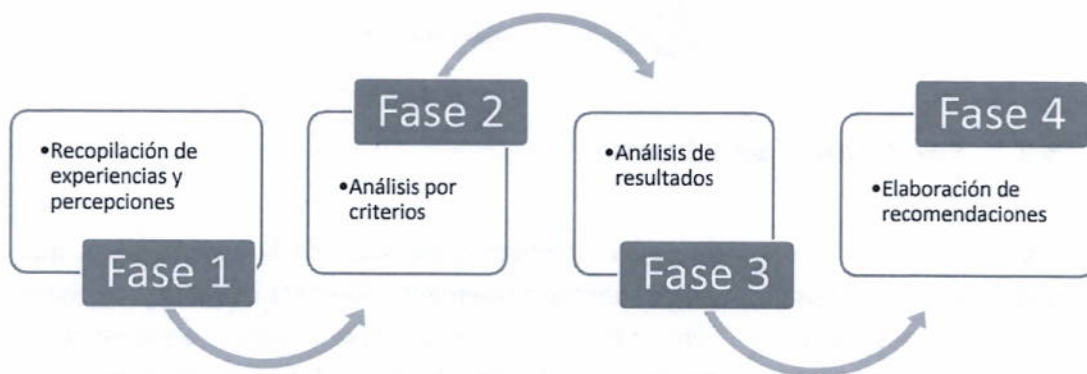 •Recopilación de
experiencias y
percepciones
Fase 1
Fase 2
•Análisis por
criterios
•Análisis de
resultados
Fase 3
Fase 4
•Elaboración de
recomendaciones